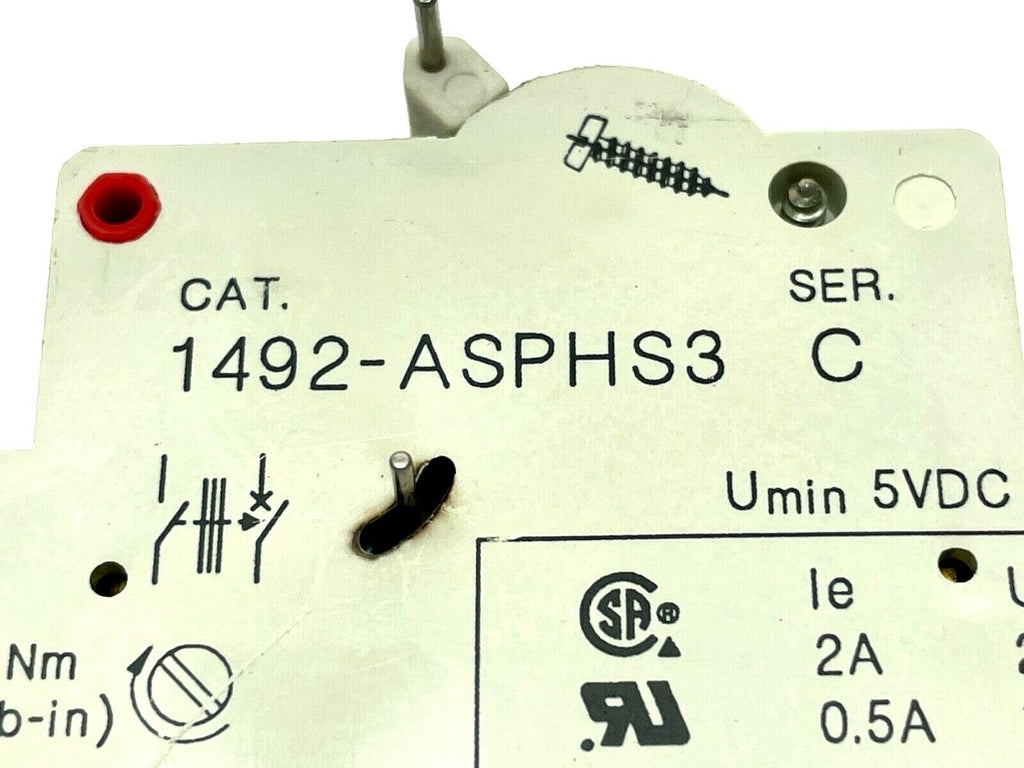 CAT. SER.
1492-ASPHS3 C
Umin 5VDC
Ie
Nm 2A
b-in) 0.5A